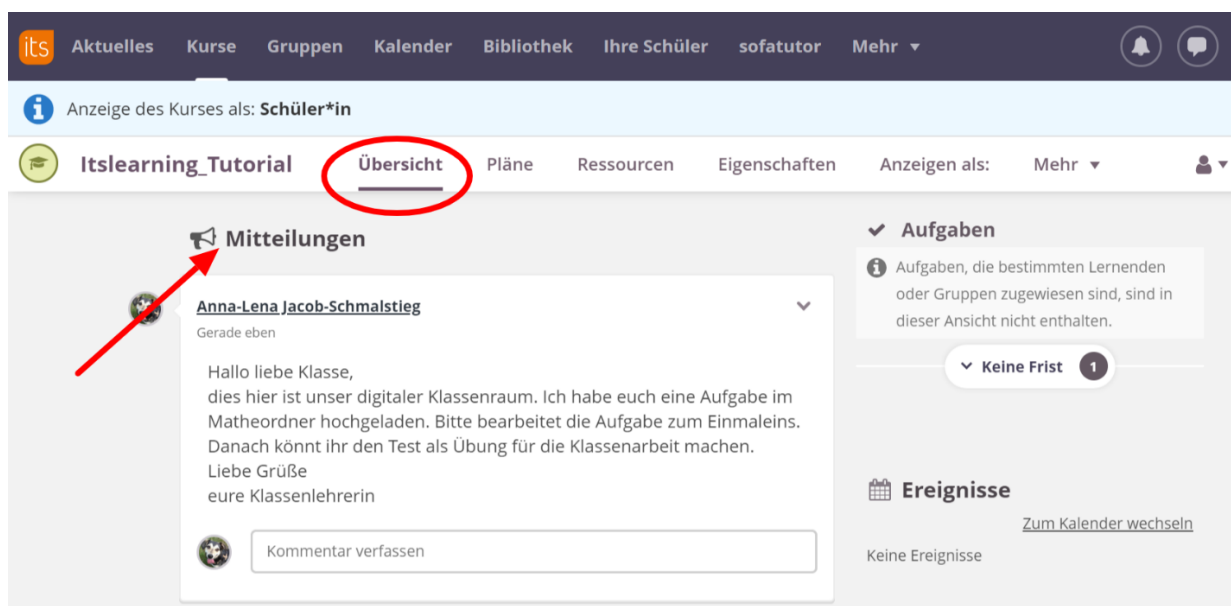 its Aktuelles Kurse Gruppen Kalender Bibliothek Ihre Schüler sofatutor Mehr
Anzeige des Kurses als: Schüler*in
Itslearning_Tutorial Übersicht Pläne Ressourcen Eigenschaften Anzeigen als: Mehr
Mitteilungen
Anna-Lena Jacob-Schmalstieg
Gerade eben
Hallo liebe Klasse,
dies hier ist unser digitaler Klassenraum. Ich habe euch eine Aufgabe im
Matheordner hochgeladen. Bitte bearbeitet die Aufgabe zum Einmaleins.
Danach könnt ihr den Test als Übung für die Klassenarbeit machen.
Liebe Grüße
eure Klassenlehrerin
Kommentar verfassen
Aufgaben
Aufgaben, die bestimmten Lernenden
oder Gruppen zugewiesen sind, sind in
dieser Ansicht nicht enthalten.
Keine Frist 1
Ereignisse
Zum Kalender wechseln
Keine Ereignisse